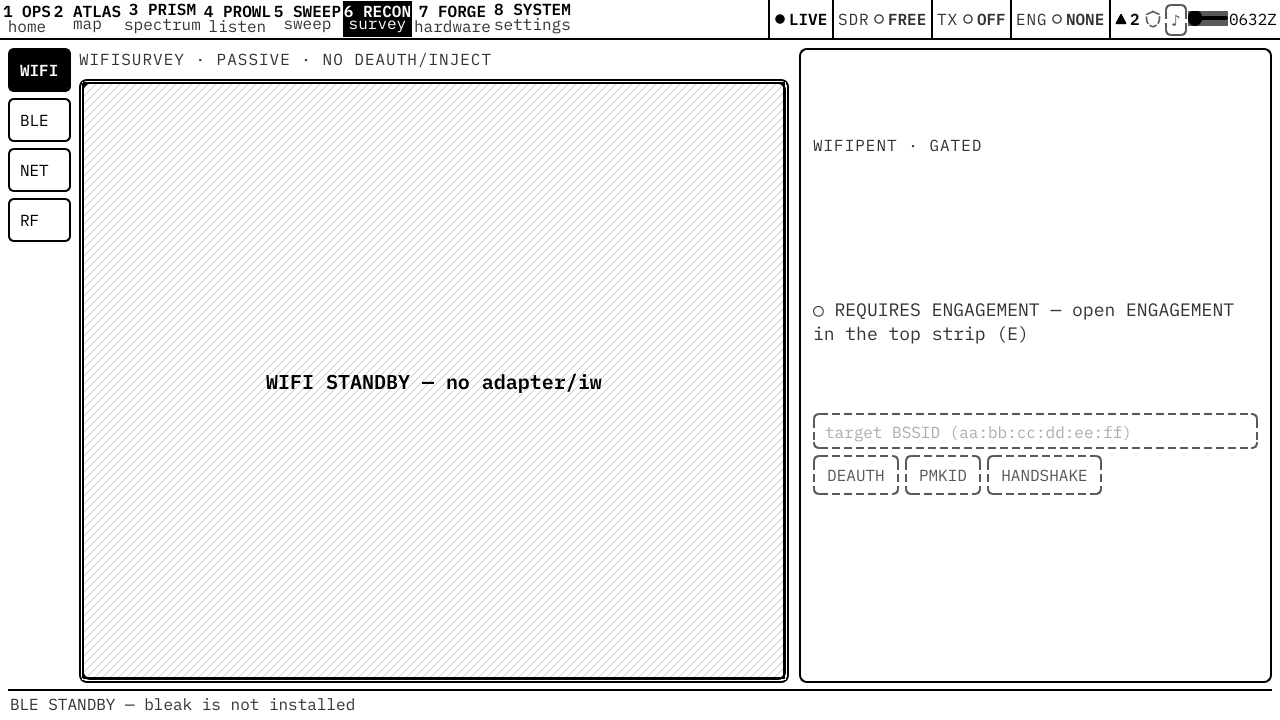 1 OPS 2 ATLAS 3 PRISM 4 PROWL 5 SWEEP 6 RECON 7 FORGE 8 SYSTEM
home map spectrum listen sweep survey hardware settings
● LIVE SDR ○ FREE TX ○ OFF ENG ○ NONE ▲ 2 ♪ 0632Z
WIFI
BLE
NET
RF
WIFISURVEY · PASSIVE · NO DEAUTH/INJECT
WIFI STANDBY — no adapter/iw
WIFIPENT · GATED
○ REQUIRES ENGAGEMENT — open ENGAGEMENT
in the top strip (E)
target BSSID (aa:bb:cc:dd:ee:ff)
DEAUTH PMKID HANDSHAKE
BLE STANDBY — bleak is not installed